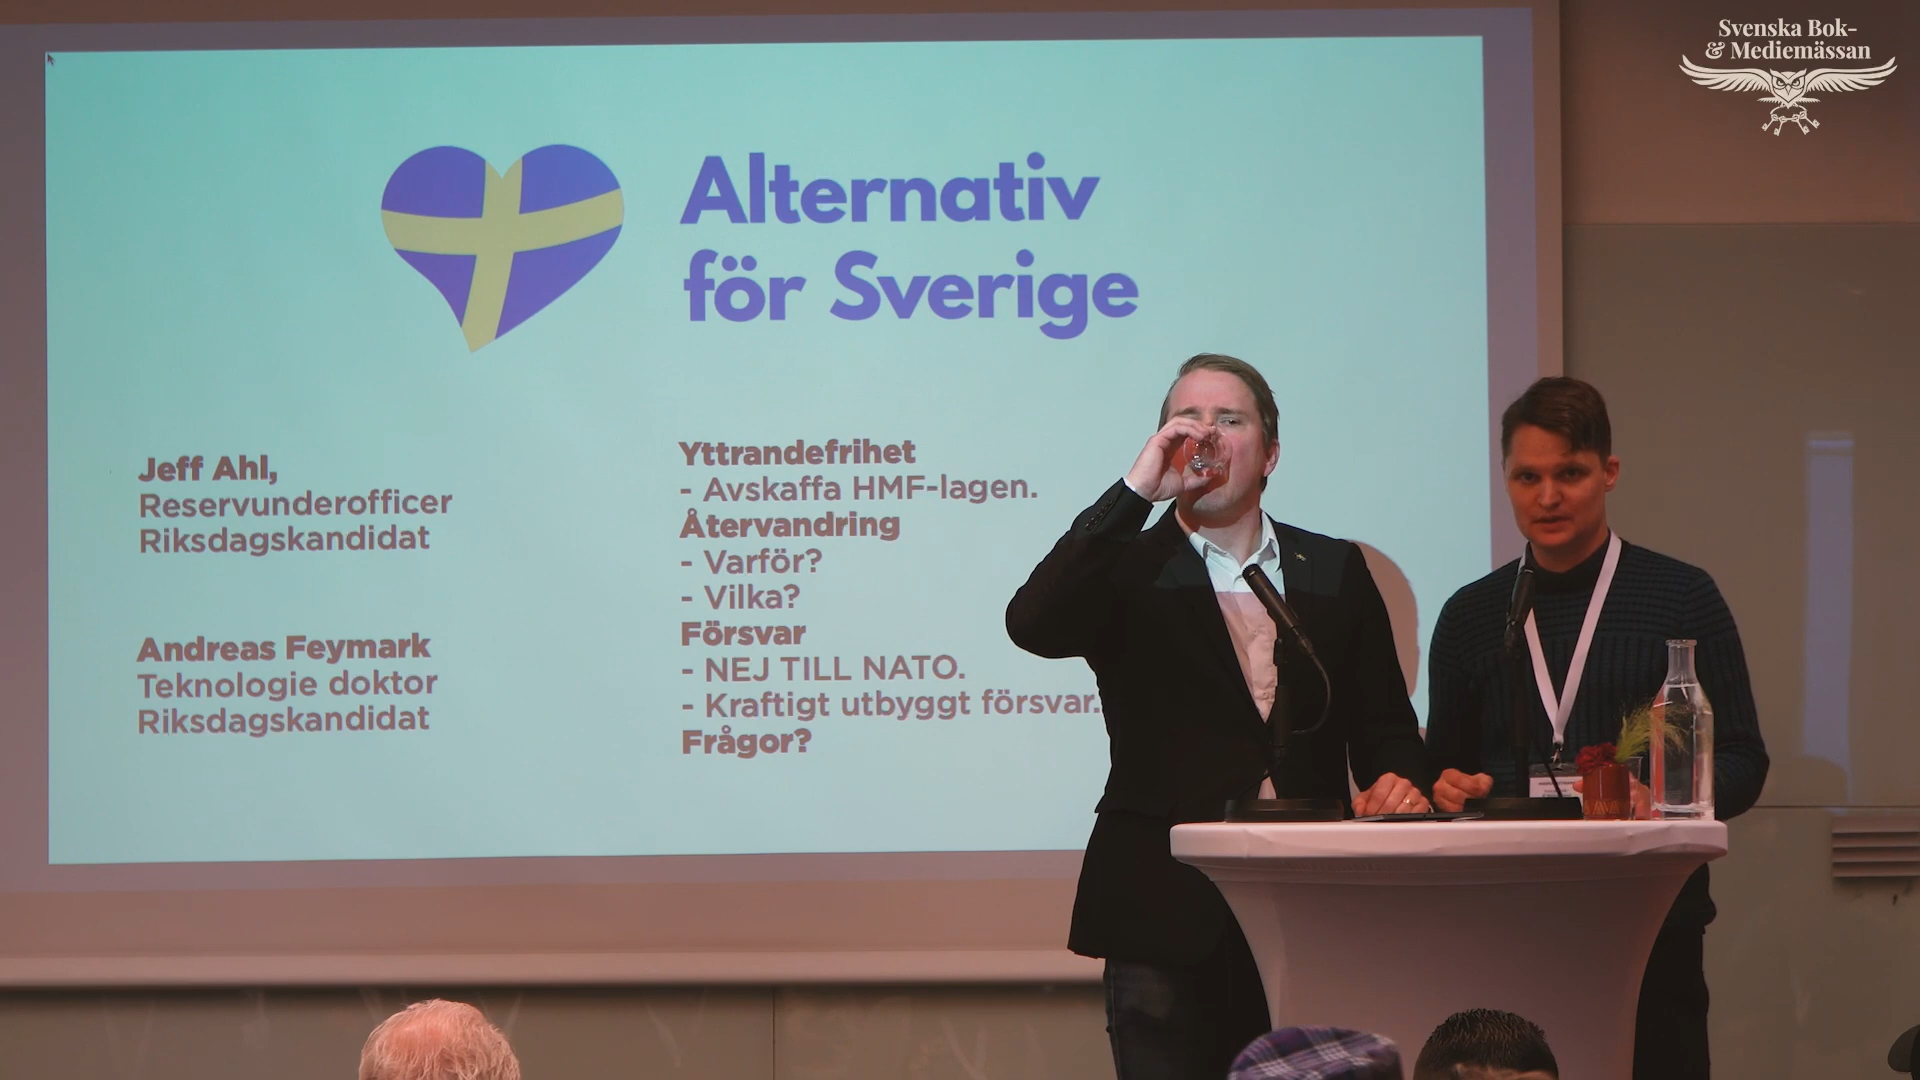 Svenska Bok-
& Mediemässan
Alternativ
för Sverige
Jeff Ahl,
Reservunderofficer
Riksdagskandidat
Andreas Feymark
Teknologie doktor
Riksdagskandidat
Yttrandefrihet
- Avskaffa HMF-lagen.
Återvandring
- Varför?
- Vilka?
Försvar
- NEJ TILL NATO.
- Kraftigt utbyggt försvar.
Frågor?